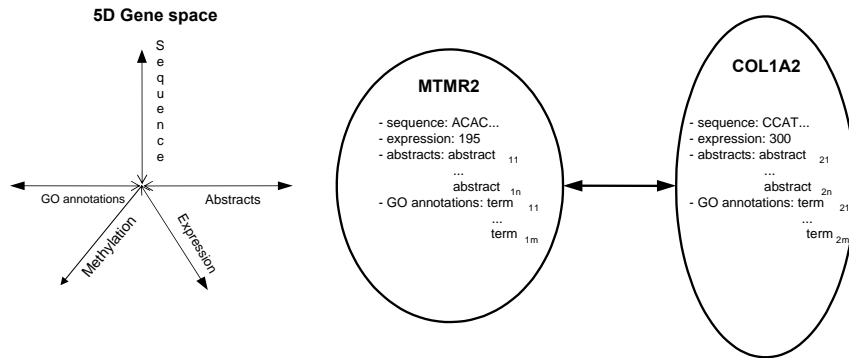 5D Gene space
Sequence
GO annotations
Abstracts
Methylation
Expression
MTMR2
- sequence: ACAC...
- expression: 195
- abstracts: abstract 11
...
abstract 1n
- GO annotations: term 11
...
term 1m
COL1A2
- sequence: CCAT...
- expression: 300
- abstracts: abstract 21
...
abstract 2n
- GO annotations: term 21
...
term 2m